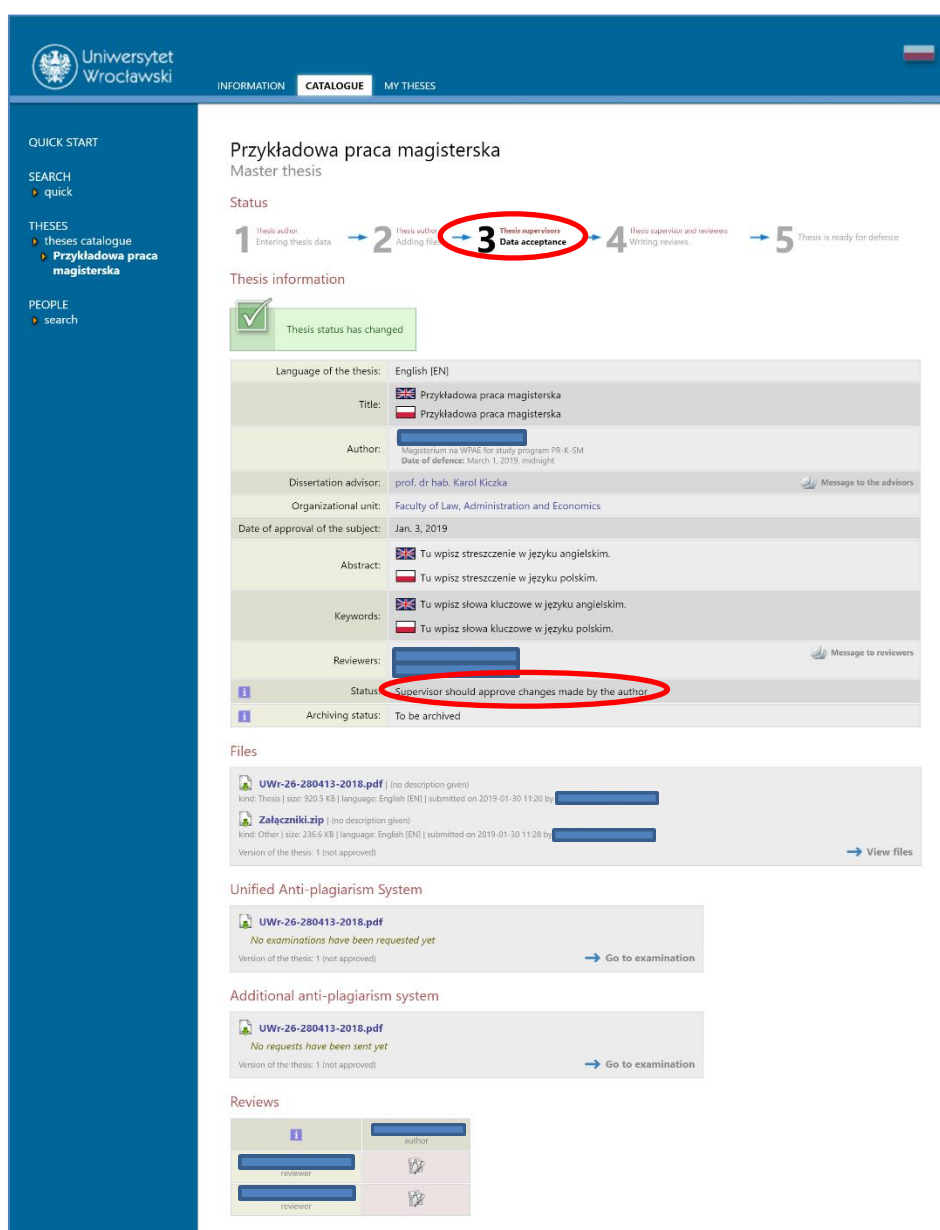 Uniwersytet
Wrocławski
INFORMATION CATALOGUE MY THESES
QUICK START
SEARCH
quick
THESES
theses catalogue
Przykładowa praca
magisterska
PEOPLE
search
Przykładowa praca magisterska
Master thesis
Status
1 Thesis author
Entering thesis data
2 Thesis author
Adding files
3 Thesis supervisors
Data acceptance
4 Thesis supervisor and reviewers
Writing reviews
5 Thesis is ready for defence
Thesis information
Thesis status has changed
Language of the thesis: English [EN]
Title: Przykładowa praca magisterska
Przykładowa praca magisterska
Author:
Magisterium na WPAE for study program PR-K-SM
Date of defence: March 1, 2019, midnight
Dissertation advisor: prof. dr hab. Karol Kiczka Message to the advisors
Organizational unit: Faculty of Law, Administration and Economics
Date of approval of the subject: Jan. 3, 2019
Abstract: Tu wpisz streszczenie w języku angielskim.
Tu wpisz streszczenie w języku polskim.
Keywords: Tu wpisz słowa kluczowe w języku angielskim.
Tu wpisz słowa kluczowe w języku polskim.
Reviewers: Message to reviewers
i Status: Supervisor should approve changes made by the author
i Archiving status: To be archived
Files
UWr-26-280413-2018.pdf | (no description given)
kind: Thesis | size: 920.5 KB | language: English [EN] | submitted on 2019-01-30 11:20 by
Załączniki.zip | (no description given)
kind: Other | size: 236.6 KB | language: English [EN] | submitted on 2019-01-30 11:28 by
Version of the thesis: 1 (not approved) View files
Unified Anti-plagiarism System
UWr-26-280413-2018.pdf
No examinations have been requested yet
Version of the thesis: 1 (not approved) Go to examination
Additional anti-plagiarism system
UWr-26-280413-2018.pdf
No requests have been sent yet
Version of the thesis: 1 (not approved) Go to examination
Reviews
i author
reviewer
reviewer